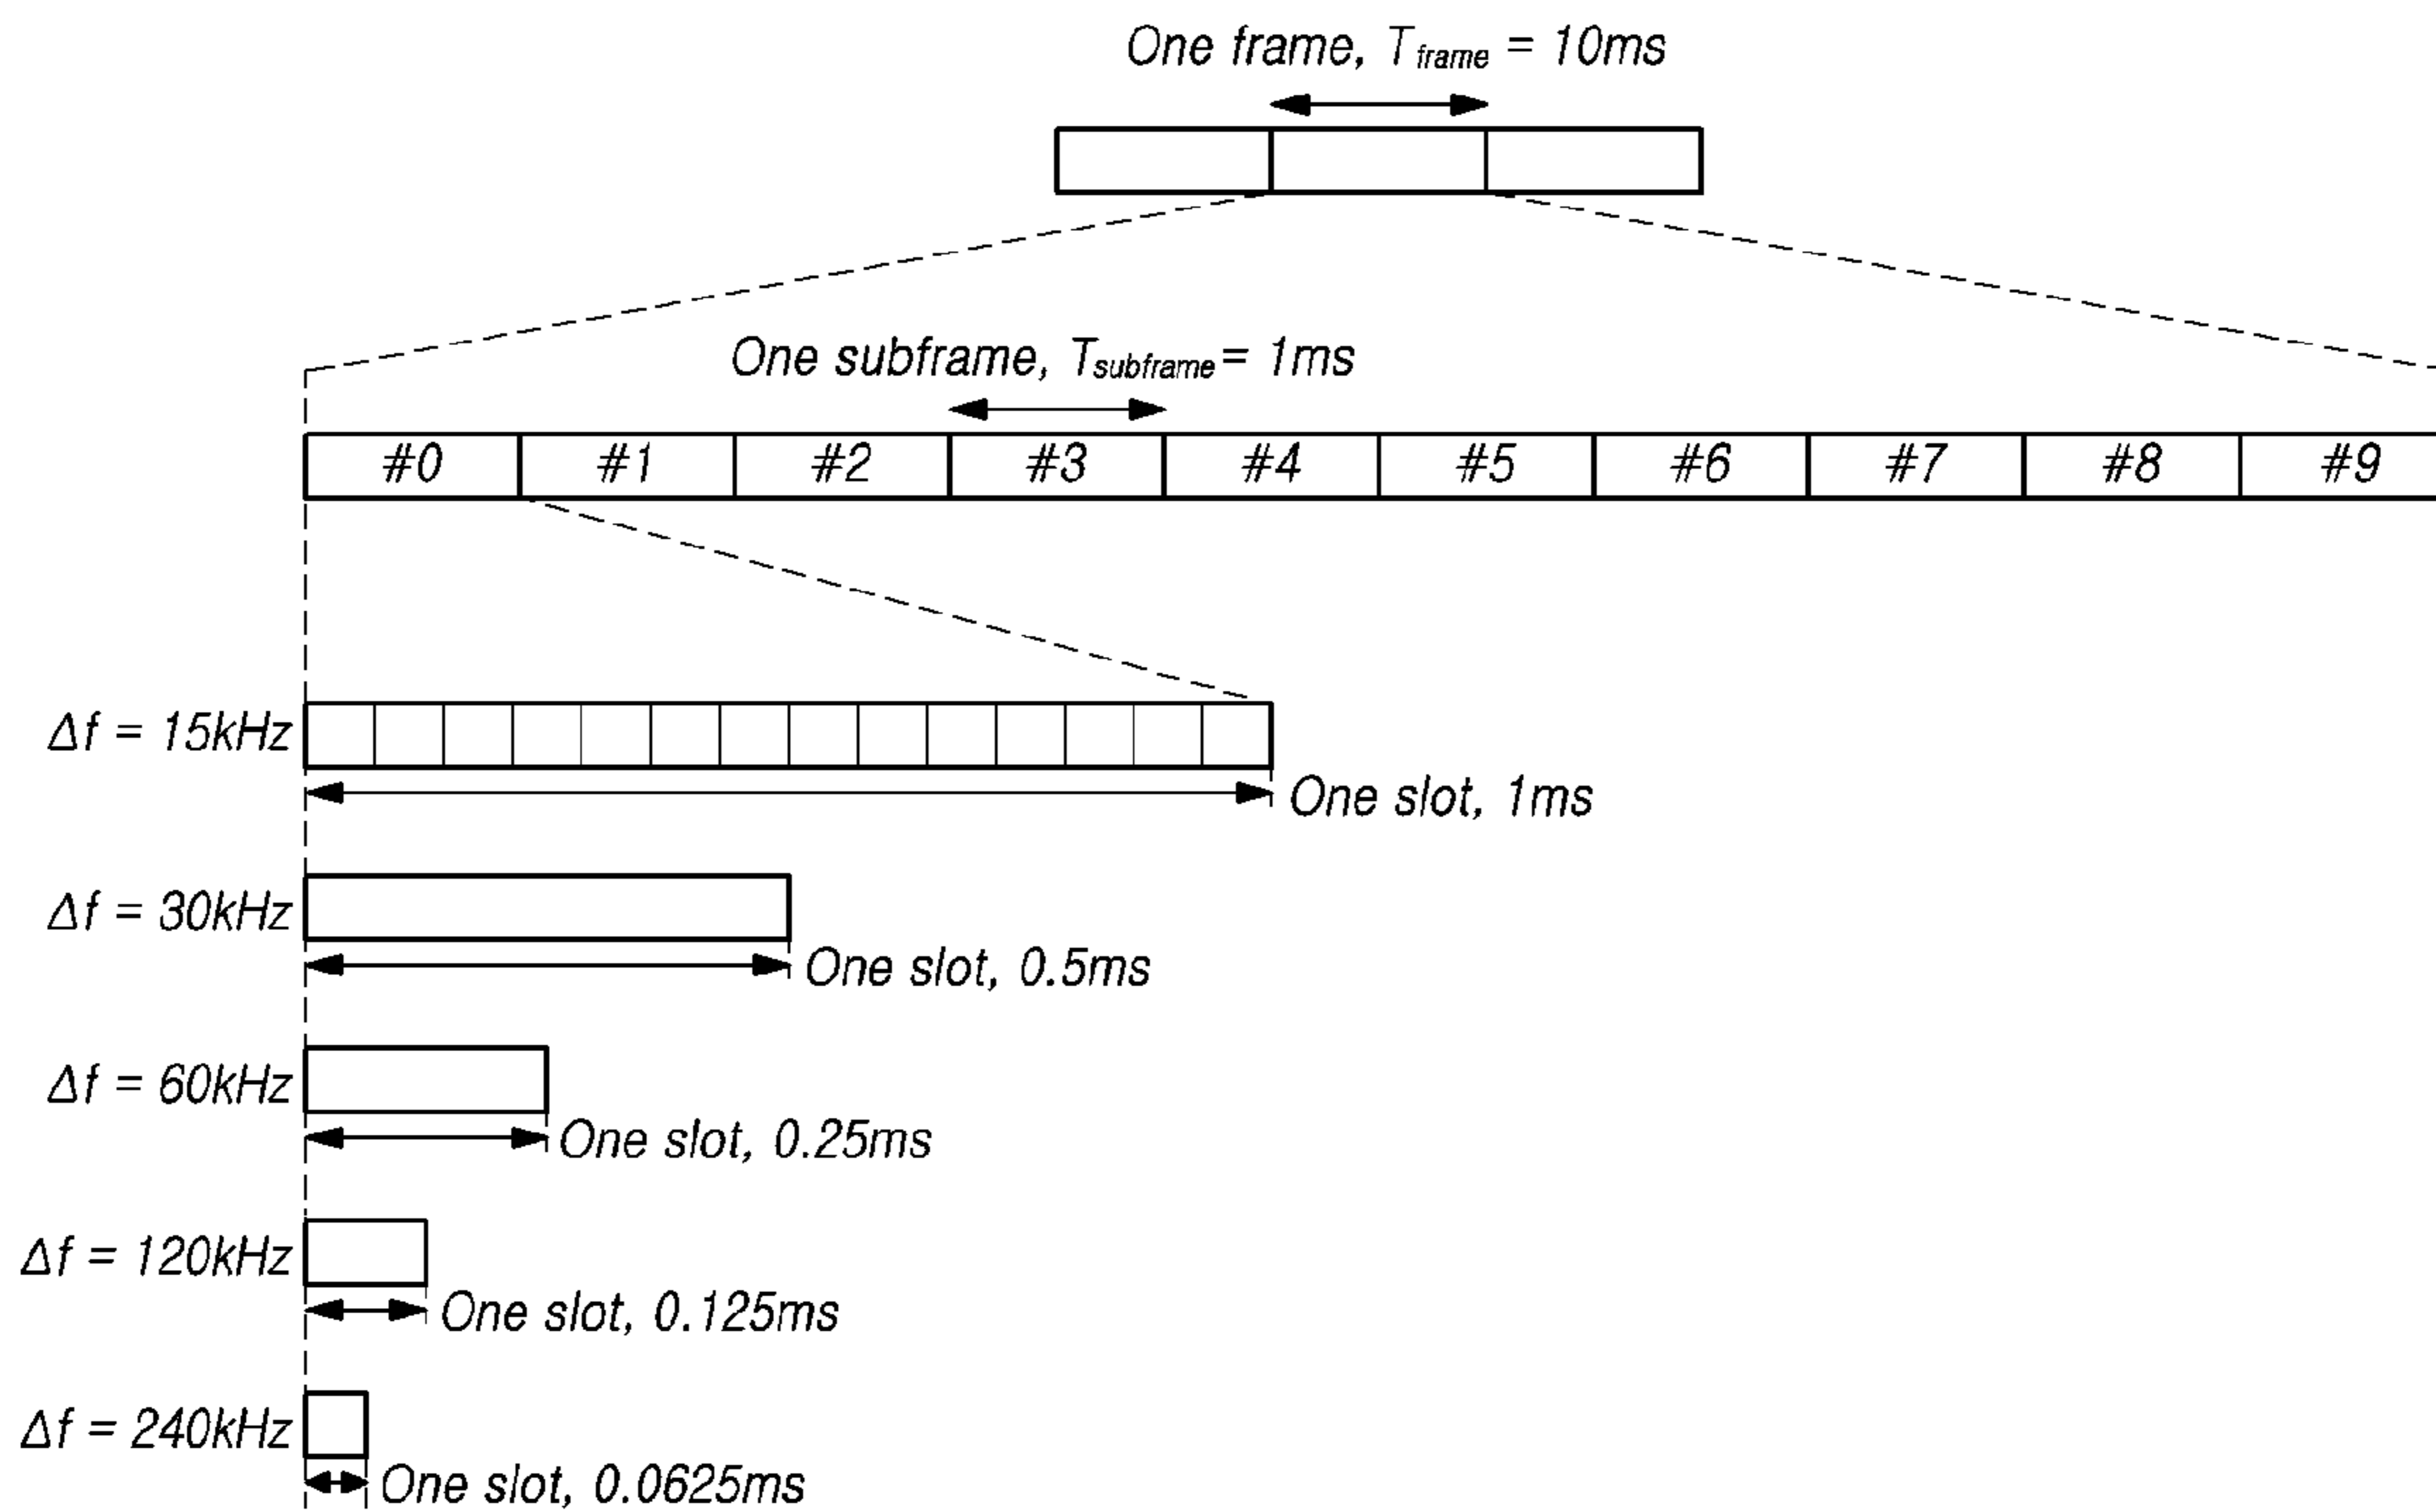 One frame, Tframe = 10ms
One subframe, Tsubframe = 1ms
#0 #1 #2 #3 #4 #5 #6 #7 #8 #9
Δf = 15kHz
One slot, 1ms
Δf = 30kHz
One slot, 0.5ms
Δf = 60kHz
One slot, 0.25ms
Δf = 120kHz
One slot, 0.125ms
Δf = 240kHz
One slot, 0.0625ms